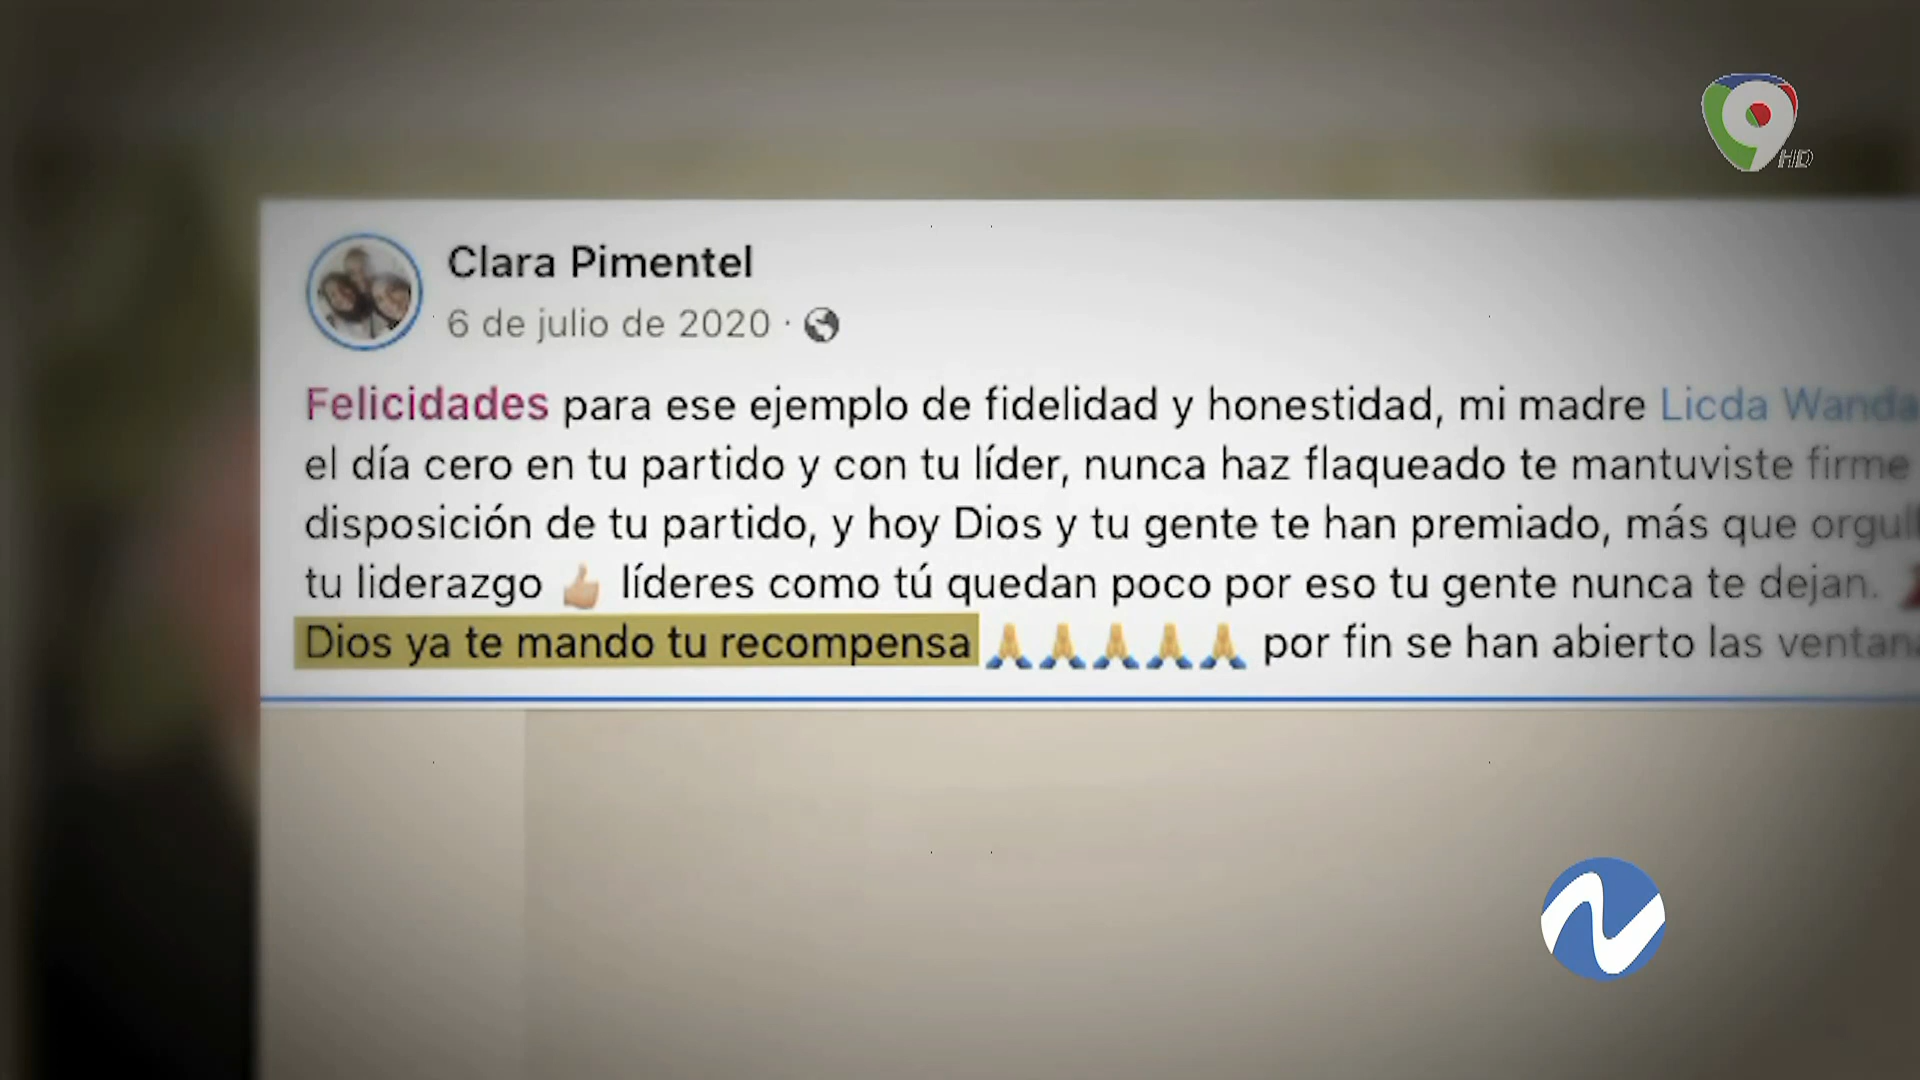 HD
Clara Pimentel
6 de julio de 2020 ·
Felicidades para ese ejemplo de fidelidad y honestidad, mi madre Licda Wanda
el día cero en tu partido y con tu líder, nunca haz flaqueado te mantuviste firme
disposición de tu partido, y hoy Dios y tu gente te han premiado, más que
tu liderazgo 👍🏼 líderes como tú quedan poco por eso tu gente nunca te dejan.
Dios ya te mando tu recompensa 🙏🙏🙏🙏🙏 por fin se han abierto las